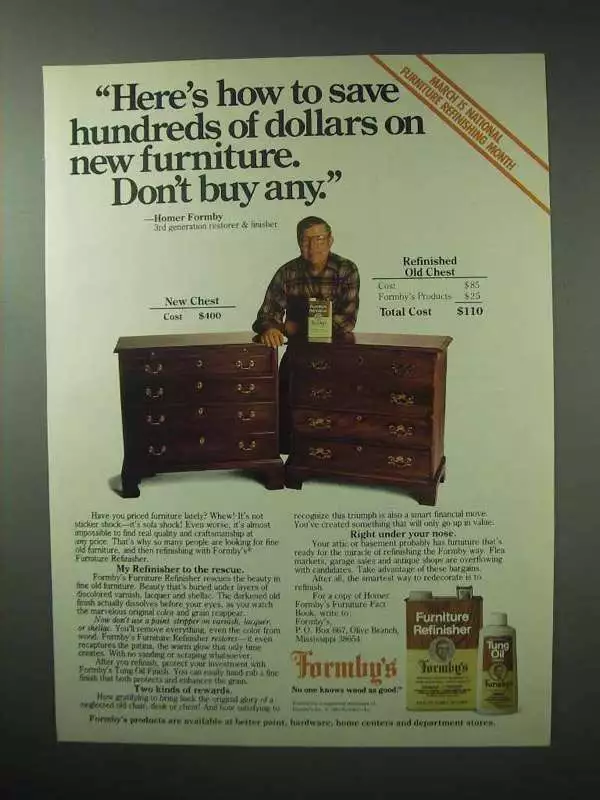 "Here's how to save
hundreds of dollars on
new furniture.
Don't buy any."
—Homer Formby
3rd generation restorer & finisher
MARCH IS NATIONAL
FURNITURE REFINISHING MONTH
New Chest
Cost $400
Refinished
Old Chest
Cost $85
Formby's Products $25
Total Cost $110
Have you priced furniture lately? Whew! It's not
sticker shock—it's sofa shock! Even worse, it's almost
impossible to find real quality and craftsmanship at
any price. That's why so many people are looking for fine
old furniture, and then refinishing with Formby's®
Furniture Refinisher.
My Refinisher to the rescue.
Formby's Furniture Refinisher rescues the beauty in
fine old furniture. Beauty that's buried under layers of
discolored varnish, lacquer and shellac. The darkened old
finish actually dissolves before your eyes, as you watch
the marvelous original color and grain reappear.
Now don't use a paint stripper on varnish, lacquer,
or shellac. You'll remove everything, even the color from
wood. Formby's Furniture Refinisher restores—it even
recaptures the patina, the warm glow that only time
creates. With no sanding or scraping whatsoever.
After you refinish, protect your investment with
Formby's Tung Oil Finish. You can easily hand-rub a fine
finish that both protects and enhances the grain.
Two kinds of rewards.
How gratifying to bring back the original glory of a
neglected old chair, desk or chest! And how satisfying to
recognize this triumph is also a smart financial move.
You've created something that will only go up in value.
Right under your nose.
Your attic or basement probably has furniture that's
ready for the miracle of refinishing the Formby way. Flea
markets, garage sales and antique shops are overflowing
with candidates. Take advantage of these bargains.
After all, the smartest way to redecorate is to
refinish.
For a copy of Homer
Formby's Furniture Fact
Book, write to
Formby's,
P. O. Box 667, Olive Branch,
Mississippi 38654.
Formby's
No one knows wood as good.™
Furniture
Refinisher
Formby's
Tung
Oil
Formby's
Formby's products are available at better paint, hardware, home centers and department stores.